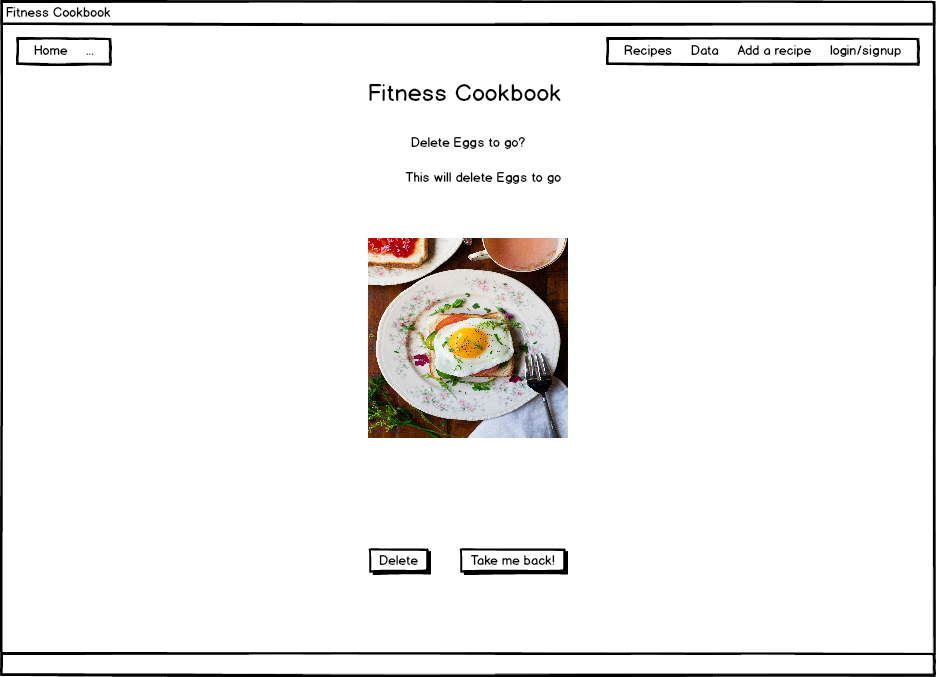 Fitness Cookbook
Home ... Recipes Data Add a recipe login/signup
Fitness Cookbook
Delete Eggs to go?
This will delete Eggs to go
Delete Take me back!